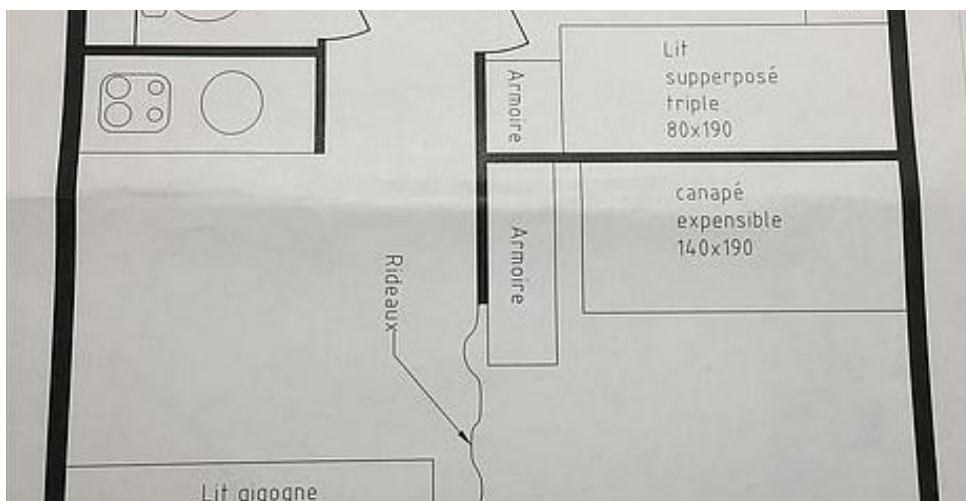 Lit
supperposé
triple
80x190
Armoire
canapé
expensible
140x190
Armoire
Rideaux
Lit gigogne